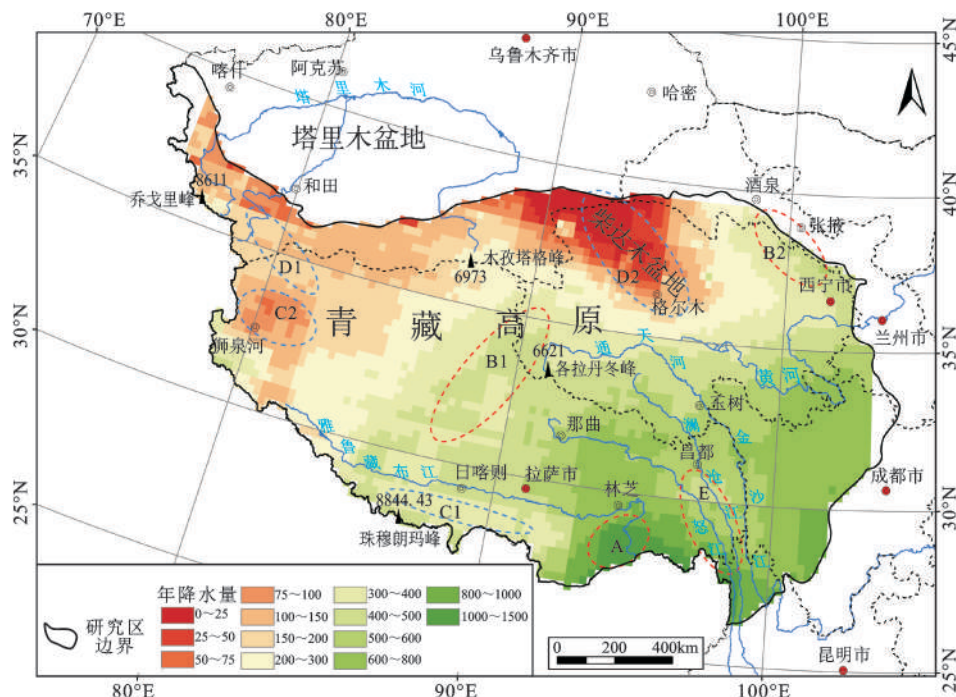 70°E
80°E
90°E
100°E
45°N
乌鲁木齐市
喀什
阿克苏
塔里木河
哈密
塔里木盆地
35°N
8611
乔戈里峰
和田
酒泉
40°N
张掖
B2
柴达木盆地
D2
木孜塔格峰
6973
D1
西宁市
格尔木
C2
青藏高原
兰州市
30°N
狮泉河
B1
6621
各拉丹冬峰
通天河
黄河
35°N
玉树
雅鲁藏布江
那曲
澜沧江
金沙江
昌都
日喀则
拉萨市
林芝
成都市
25°N
8844.43
C1
E
怒江
珠穆朗玛峰
A
30°N
年降水量
研究区
边界
0~25
25~50
50~75
75~100
100~150
150~200
200~300
300~400
400~500
500~600
600~800
800~1000
1000~1500
0 200 400km
昆明市
25°N
80°E
90°E
100°E